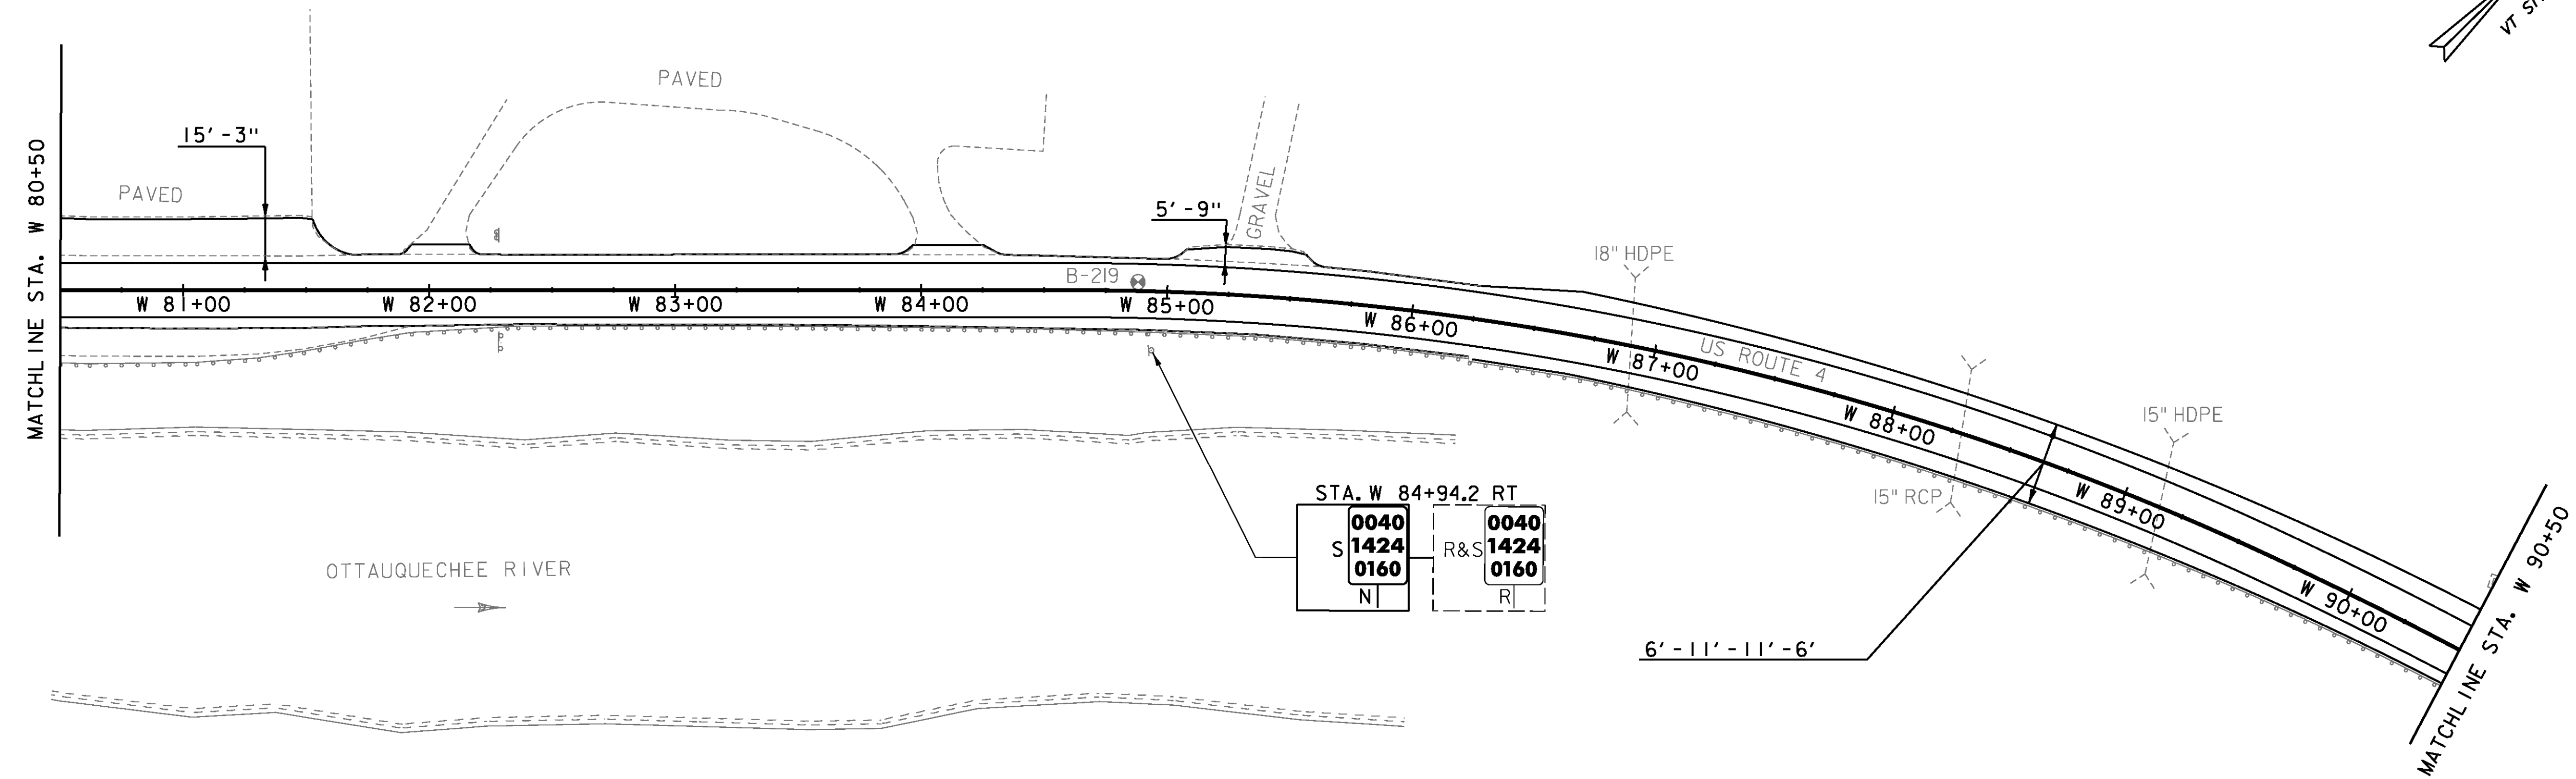 VT
PAVED
15'-3"
PAVED
MATCHLINE STA. W 80+50
5'-9"
GRAVEL
B-219
18" HDPE
W 81+00
W 82+00
W 83+00
W 84+00
W 85+00
W 86+00
W 87+00
US ROUTE 4
W 88+00
15" HDPE
15" RCP
W 89+00
W 90+00
STA. W 84+94.2 RT
S
0040
1424
0160
N
R&S
0040
1424
0160
R
OTTAUQUECHEE RIVER
6'-11'-11'-6'
MATCHLINE STA. W 90+50